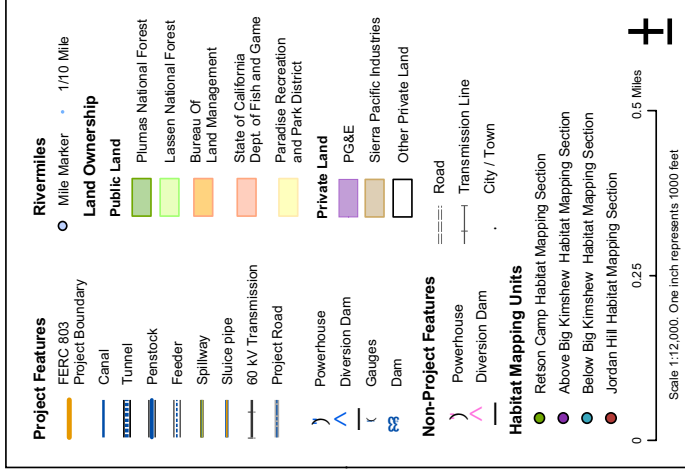 Project Features
FERC 803
Project Boundary
Canal
Tunnel
Penstock
Feeder
Spillway
Sluice pipe
60 kV Transmission
Project Road
Powerhouse
Diversion Dam
Gauges
Dam
Non-Project Features
Powerhouse
Diversion Dam
Rivermiles
Mile Marker
1/10 Mile
Land Ownership
Public Land
Plumas National Forest
Lassen National Forest
Bureau Of
Land Management
State of California
Dept. of Fish and Game
Paradise Recreation
and Park District
Private Land
PG&E
Sierra Pacific Industries
Other Private Land
Road
Transmission Line
City / Town
Habitat Mapping Units
Retson Camp Habitat Mapping Section
Above Big Kimshew Habitat Mapping Section
Below Big Kimshew Habitat Mapping Section
Jordan Hill Habitat Mapping Section
0 0.25 0.5 Miles
Scale 1:12,000. One inch represents 1000 feet